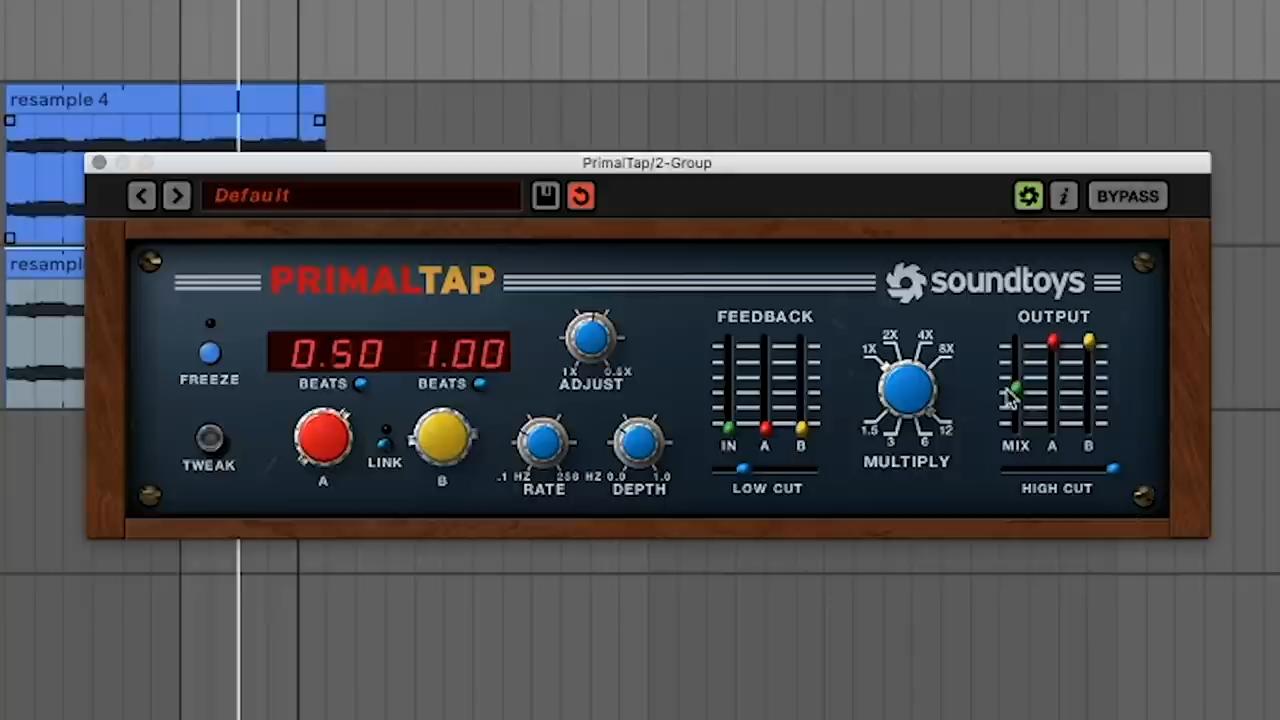 resample 4
PrimalTap/2-Group
Default
i
BYPASS
resampl
PRIMALTAP
soundtoys
FREEZE
TWEAK
0.50 1.00
BEATS BEATS
A
LINK
B
1X 0.5X
ADJUST
.1 HZ 250 HZ
RATE
0.0 1.0
DEPTH
FEEDBACK
IN A B
LOW CUT
1X 2X 4X 8X
1.5 3 6 12
MULTIPLY
OUTPUT
MIX A B
HIGH CUT